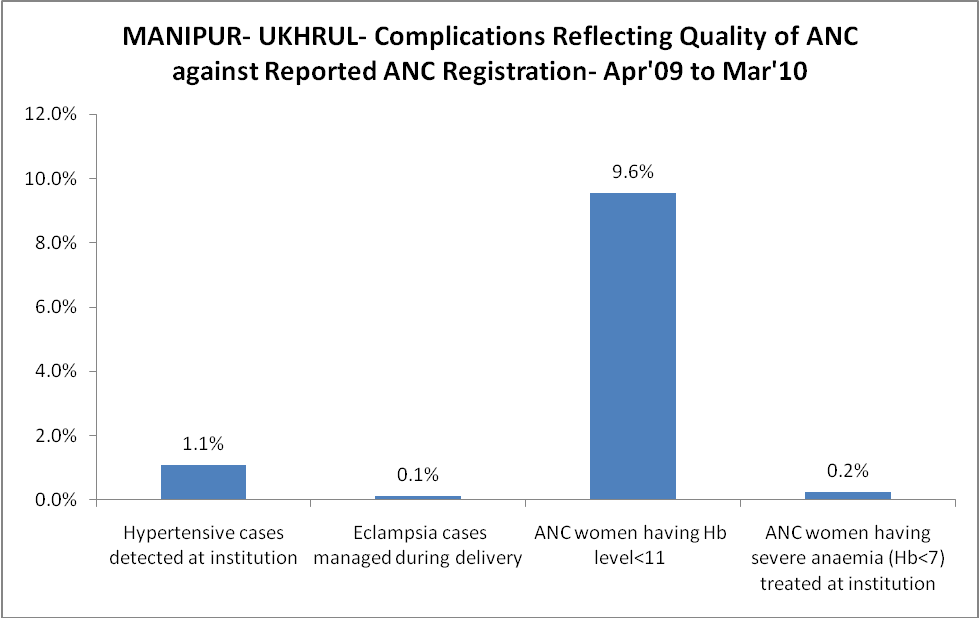 MANIPUR- UKHRUL- Complications Reflecting Quality of ANC
against Reported ANC Registration- Apr'09 to Mar'10
12.0%
10.0%
8.0%
6.0%
4.0%
2.0%
0.0%
1.1%
0.1%
9.6%
0.2%
Hypertensive cases
detected at institution
Eclampsia cases
managed during delivery
ANC women having Hb
level<11
ANC women having
severe anaemia (Hb<7)
treated at institution